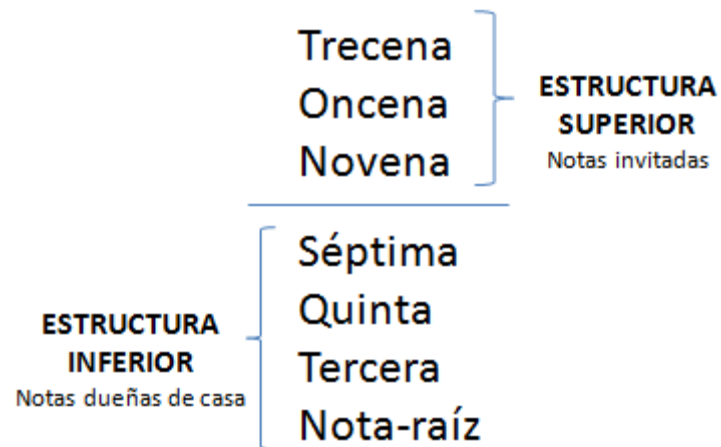 Trecena
Oncena
Novena
ESTRUCTURA
SUPERIOR
Notas invitadas
Séptima
Quinta
Tercera
Nota-raíz
ESTRUCTURA
INFERIOR
Notas dueñas de casa